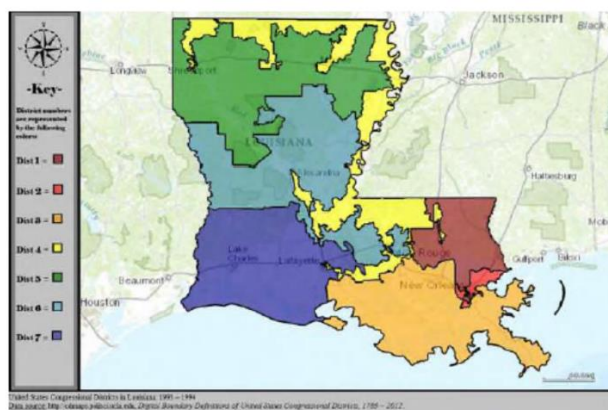 MISSISSIPPI
Black
Longview
Shreveport
Jackson
-Key-
District numbers
are represented
by the following
colors:
LOUISIANA
Dist 1 =
Dist 2 =
Hattiesburg
Dist 3 =
Alexandria
Dist 4 =
Dist 5 =
Rouge
Lake
Charles
Lafayette
Gulfport
Biloxi
Beaumont
New Orleans
Dist 6 =
Houston
Dist 7 =
United States Congressional Districts in Louisiana: 1993 – 1994
Digital Boundary Definitions of United States Congressional Districts, 1789 – 2012.